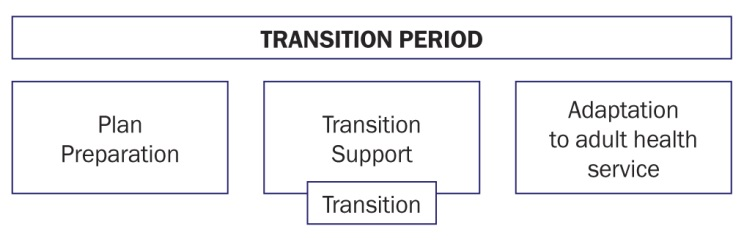 TRANSITION PERIOD
Plan
Preparation
Transition
Support
Transition
Adaptation
to adult health
service